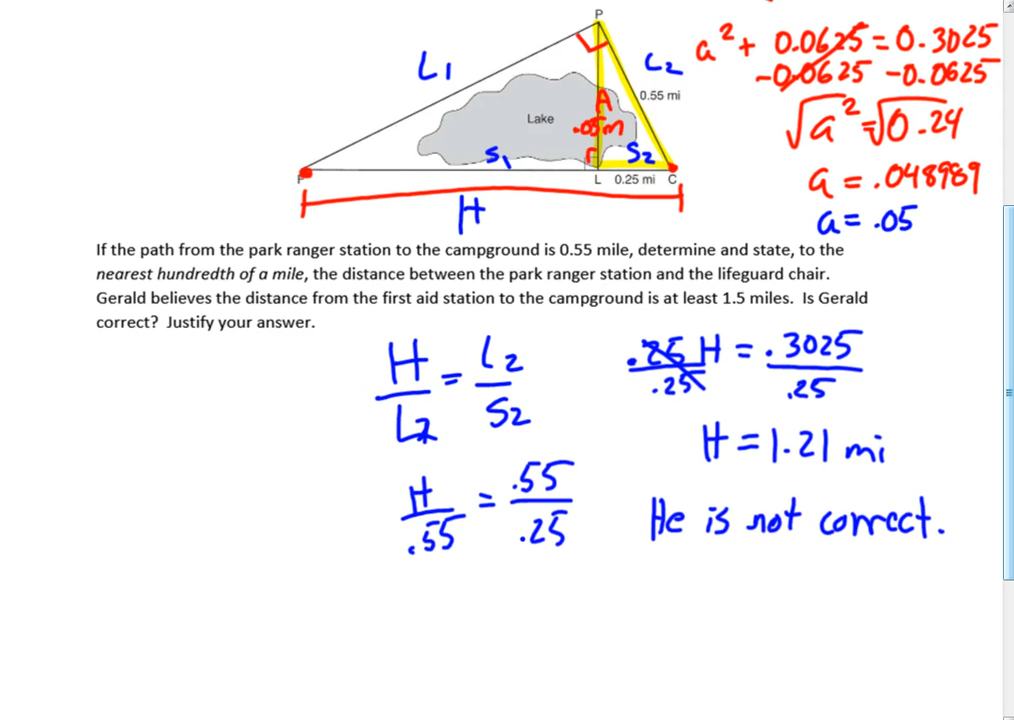 P
L1
L2
a² + 0.0625 = 0.3025
-0.0625 -0.0625
0.55 mi
A
Lake
.05m
√a² = √0.24
r
S1
S2
F
L 0.25 mi C
a = .048989
H
a = .05
If the path from the park ranger station to the campground is 0.55 mile, determine and state, to the
nearest hundredth of a mile, the distance between the park ranger station and the lifeguard chair.
Gerald believes the distance from the first aid station to the campground is at least 1.5 miles. Is Gerald
correct? Justify your answer.
H/L2 = L2/S2
.25H/.25 = .3025/.25
H = 1.21 mi
H/.55 = .55/.25
He is not correct.